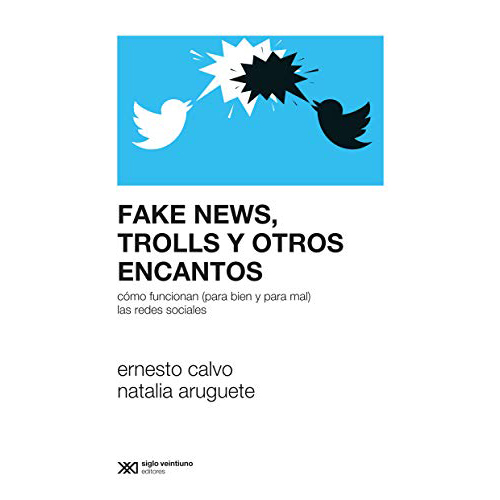 FAKE NEWS,
TROLLS Y OTROS
ENCANTOS
cómo funcionan (para bien y para mal)
las redes sociales
ernesto calvo
natalia aruguete
siglo veintiuno
editores